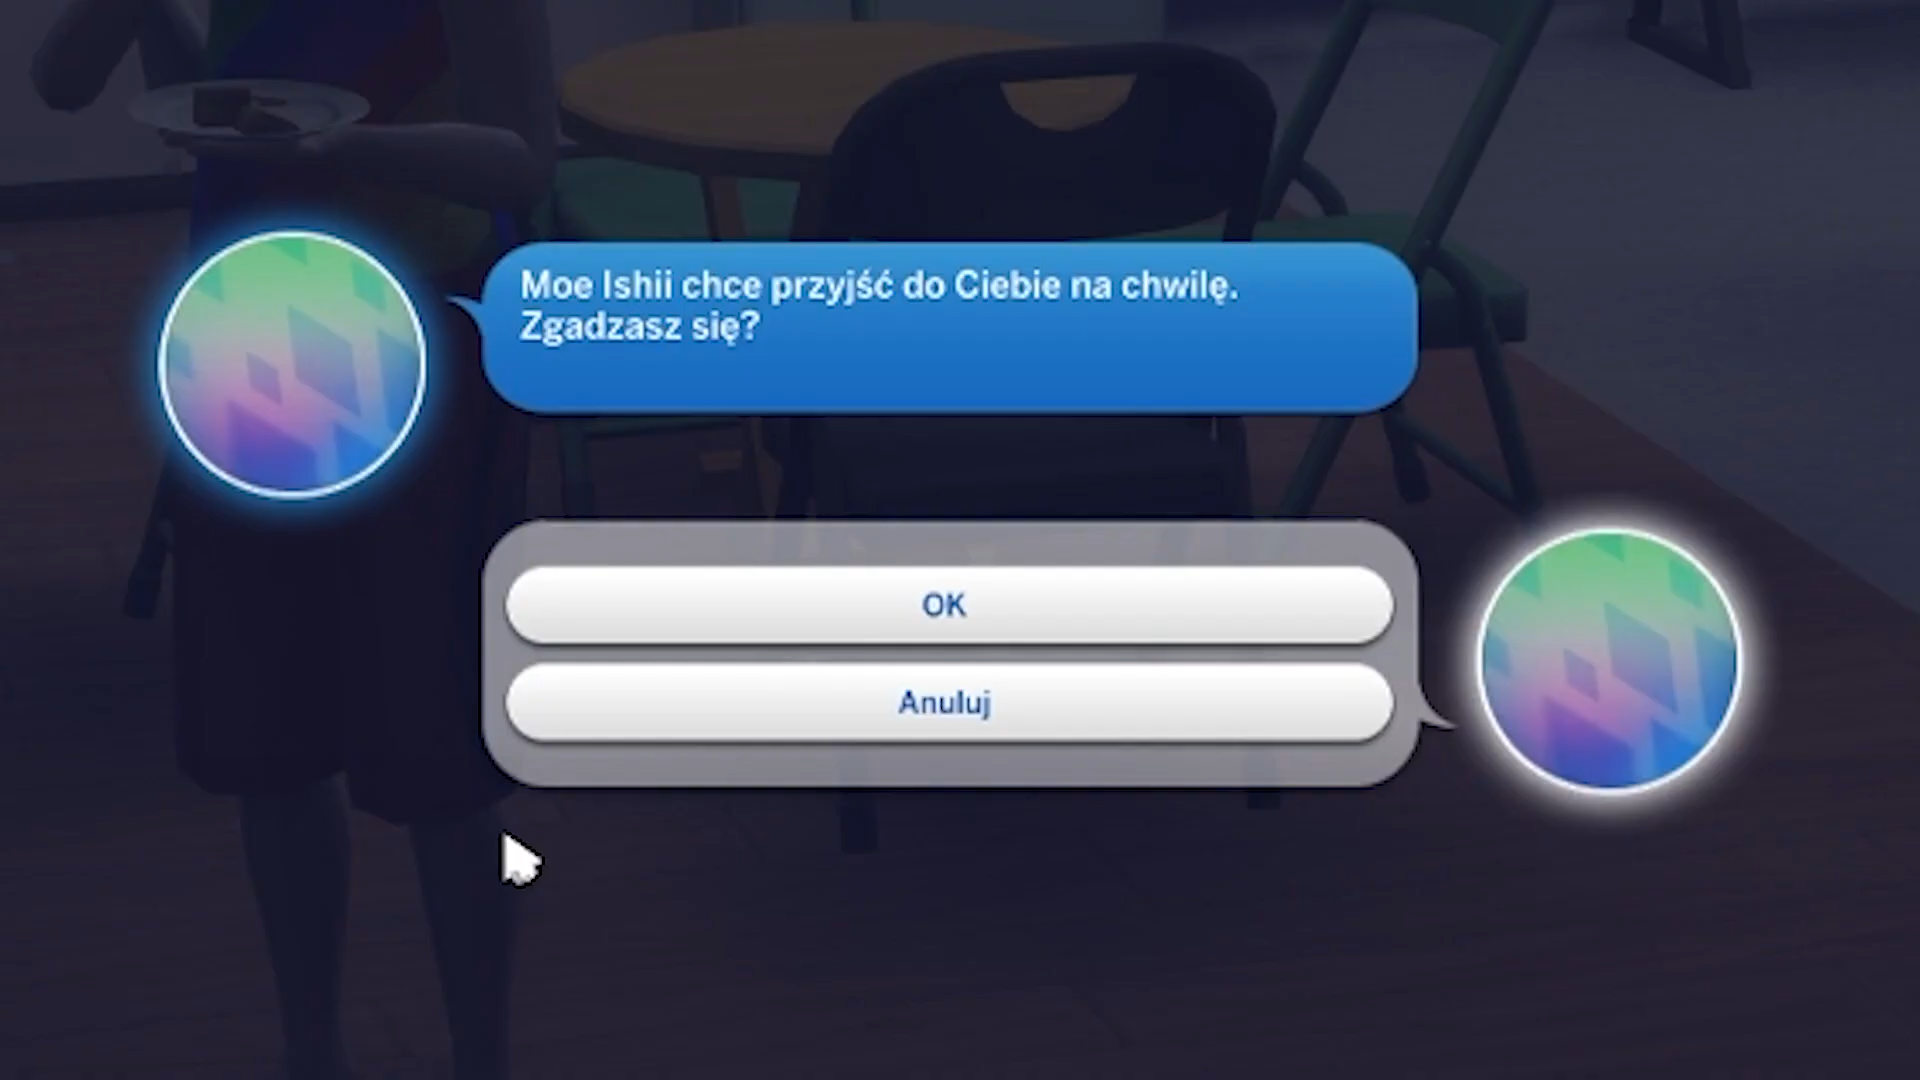 Moe Ishii chce przyjść do Ciebie na chwilę.
Zgadzasz się?
OK
Anuluj